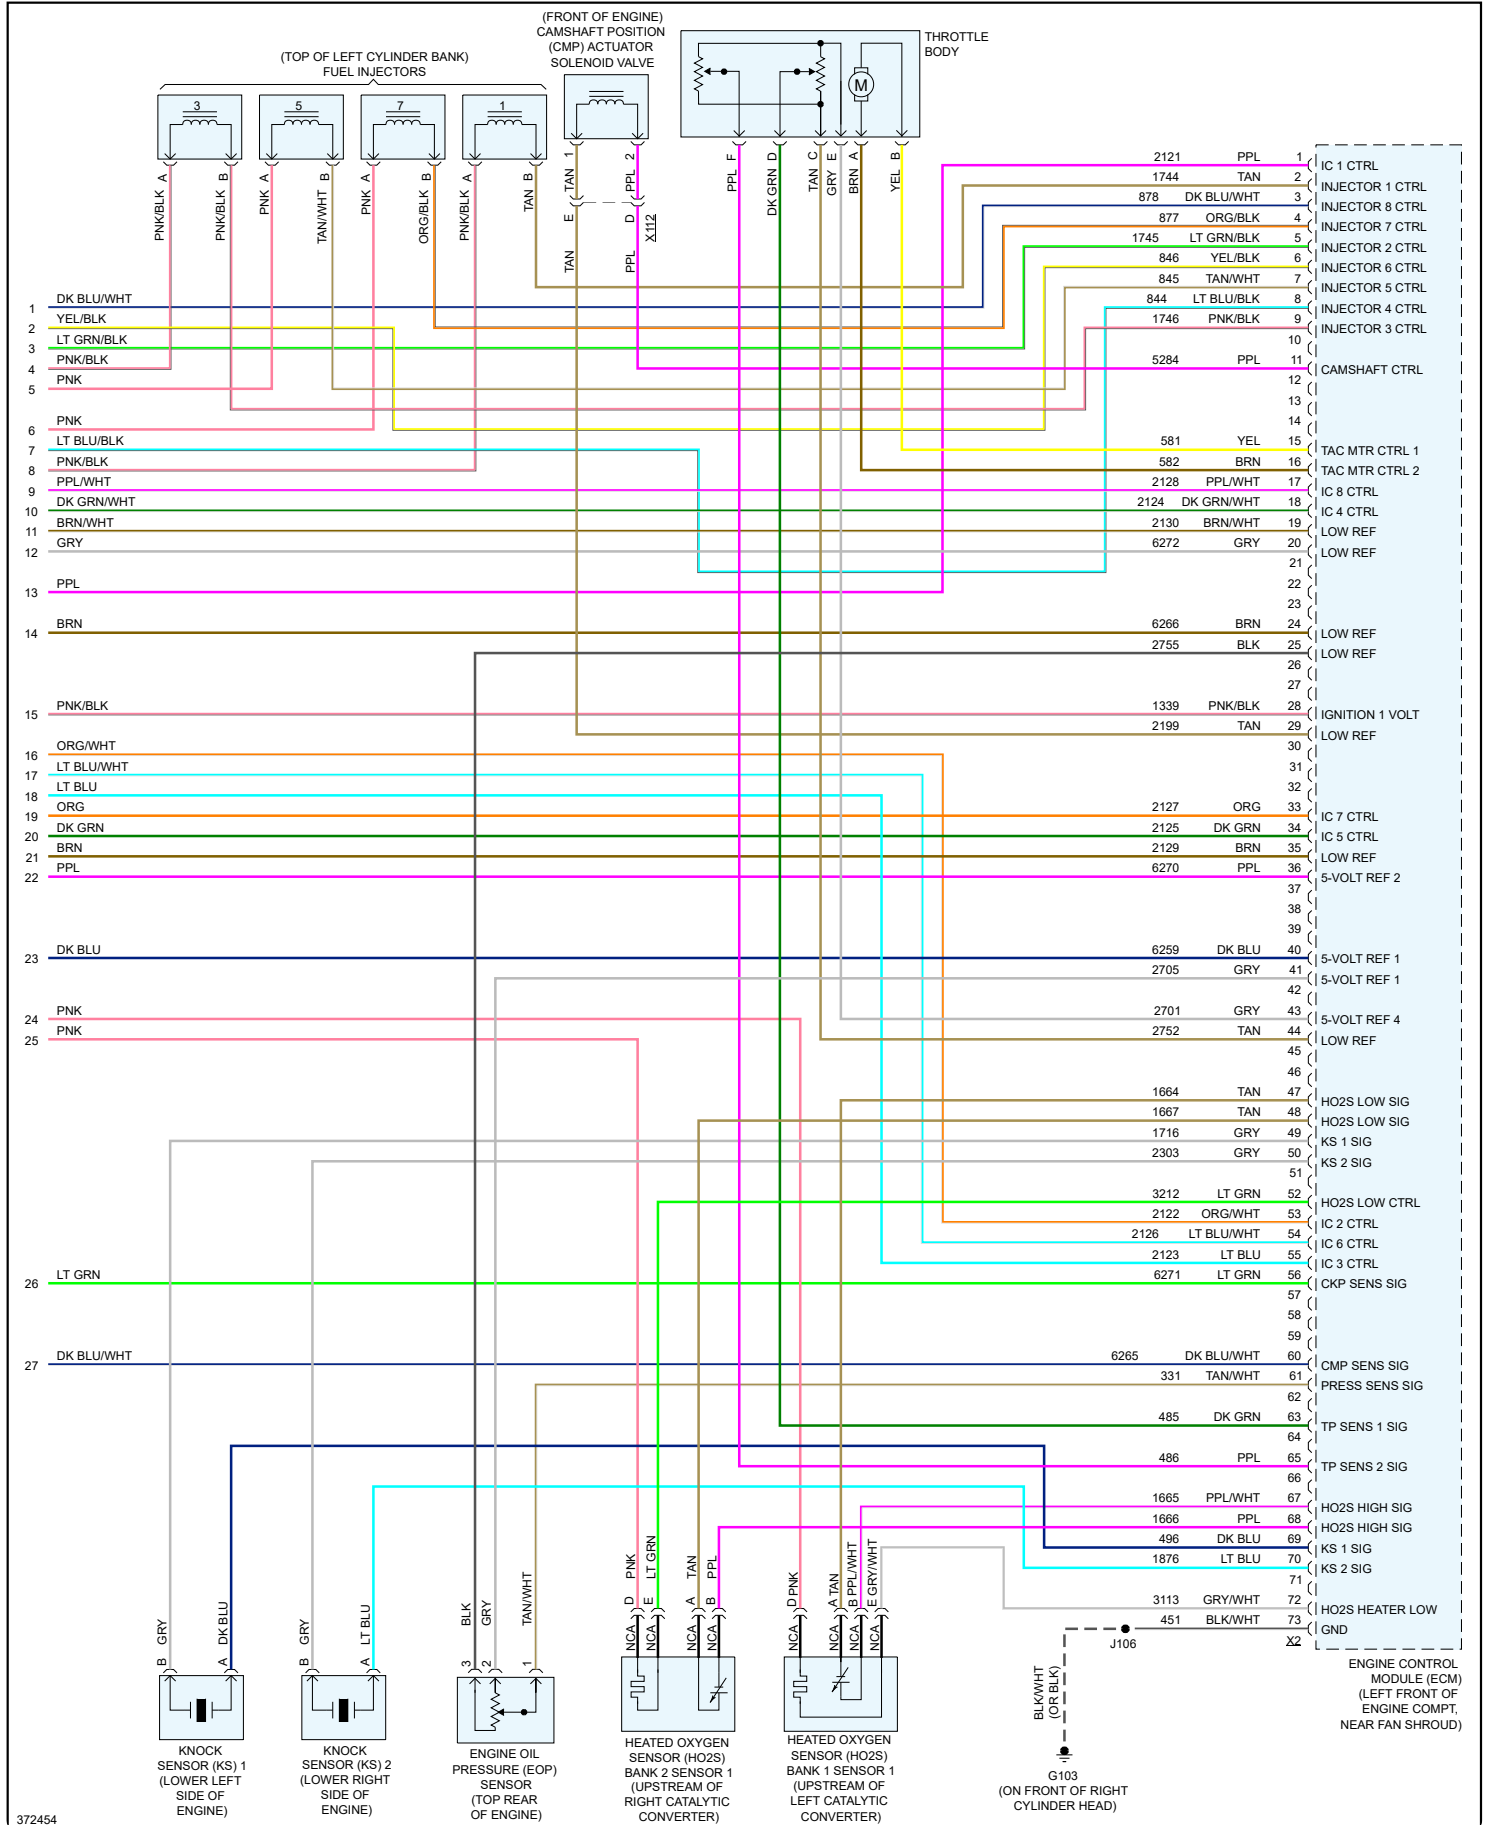 (FRONT OF ENGINE)
CAMSHAFT POSITION
(CMP) ACTUATOR
SOLENOID VALVE
THROTTLE
BODY
(TOP OF LEFT CYLINDER BANK)
FUEL INJECTORS
3
5
7
1
M
PNK/BLK A
PNK/BLK B
PNK A
TAN/WHT B
PNK A
ORG/BLK B
PNK/BLK A
TAN B
TAN 1
PPL 2
E
D
X112
TAN
PPL
PPL F
DK GRN D
TAN C
GRY E
BRN A
YEL B
1 DK BLU/WHT
2 YEL/BLK
3 LT GRN/BLK
4 PNK/BLK
5 PNK
6 PNK
7 LT BLU/BLK
8 PNK/BLK
9 PPL/WHT
10 DK GRN/WHT
11 BRN/WHT
12 GRY
13 PPL
14 BRN
15 PNK/BLK
16 ORG/WHT
17 LT BLU/WHT
18 LT BLU
19 ORG
20 DK GRN
21 BRN
22 PPL
23 DK BLU
24 PNK
25 PNK
26 LT GRN
27 DK BLU/WHT
2121 PPL 1 IC 1 CTRL
1744 TAN 2 INJECTOR 1 CTRL
878 DK BLU/WHT 3 INJECTOR 8 CTRL
877 ORG/BLK 4 INJECTOR 7 CTRL
1745 LT GRN/BLK 5 INJECTOR 2 CTRL
846 YEL/BLK 6 INJECTOR 6 CTRL
845 TAN/WHT 7 INJECTOR 5 CTRL
844 LT BLU/BLK 8 INJECTOR 4 CTRL
1746 PNK/BLK 9 INJECTOR 3 CTRL
10
5284 PPL 11 CAMSHAFT CTRL
12
13
14
581 YEL 15 TAC MTR CTRL 1
582 BRN 16 TAC MTR CTRL 2
2128 PPL/WHT 17 IC 8 CTRL
2124 DK GRN/WHT 18 IC 4 CTRL
2130 BRN/WHT 19 LOW REF
6272 GRY 20 LOW REF
21
22
23
6266 BRN 24 LOW REF
2755 BLK 25 LOW REF
26
27
1339 PNK/BLK 28 IGNITION 1 VOLT
2199 TAN 29 LOW REF
30
31
32
2127 ORG 33 IC 7 CTRL
2125 DK GRN 34 IC 5 CTRL
2129 BRN 35 LOW REF
6270 PPL 36 5-VOLT REF 2
37
38
39
6259 DK BLU 40 5-VOLT REF 1
2705 GRY 41 5-VOLT REF 1
42
2701 GRY 43 5-VOLT REF 4
2752 TAN 44 LOW REF
45
46
1664 TAN 47 HO2S LOW SIG
1667 TAN 48 HO2S LOW SIG
1716 GRY 49 KS 1 SIG
2303 GRY 50 KS 2 SIG
51
3212 LT GRN 52 HO2S LOW CTRL
2122 ORG/WHT 53 IC 2 CTRL
2126 LT BLU/WHT 54 IC 6 CTRL
2123 LT BLU 55 IC 3 CTRL
6271 LT GRN 56 CKP SENS SIG
57
58
59
6265 DK BLU/WHT 60 CMP SENS SIG
331 TAN/WHT 61 PRESS SENS SIG
62
485 DK GRN 63 TP SENS 1 SIG
64
486 PPL 65 TP SENS 2 SIG
66
1665 PPL/WHT 67 HO2S HIGH SIG
1666 PPL 68 HO2S HIGH SIG
496 DK BLU 69 KS 1 SIG
1876 LT BLU 70 KS 2 SIG
71
3113 GRY/WHT 72 HO2S HEATER LOW
451 BLK/WHT 73 GND
X2
J106
BLK/WHT
(OR BLK)
ENGINE CONTROL
MODULE (ECM)
(LEFT FRONT OF
ENGINE COMPT,
NEAR FAN SHROUD)
B GRY
A DK BLU
B GRY
A LT BLU
3 BLK
2 GRY
1 TAN/WHT
NCA D PNK
NCA E LT GRN
NCA A TAN
NCA B PPL
NCA D PNK
NCA A TAN
NCA B PPL/WHT
NCA E GRY/WHT
KNOCK
SENSOR (KS) 1
(LOWER LEFT
SIDE OF
ENGINE)
KNOCK
SENSOR (KS) 2
(LOWER RIGHT
SIDE OF
ENGINE)
ENGINE OIL
PRESSURE (EOP)
SENSOR
(TOP REAR
OF ENGINE)
HEATED OXYGEN
SENSOR (HO2S)
BANK 2 SENSOR 1
(UPSTREAM OF
RIGHT CATALYTIC
CONVERTER)
HEATED OXYGEN
SENSOR (HO2S)
BANK 1 SENSOR 1
(UPSTREAM OF
LEFT CATALYTIC
CONVERTER)
G103
(ON FRONT OF RIGHT
CYLINDER HEAD)
372454